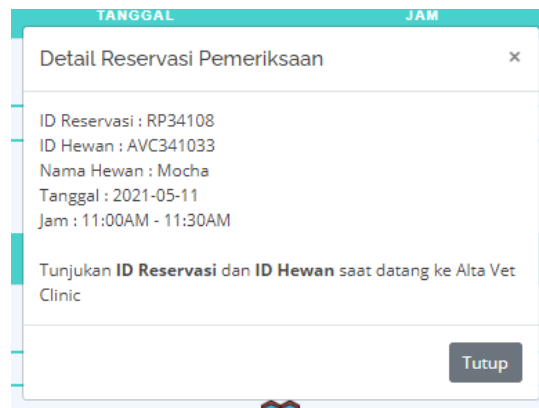 TANGGAL JAM
Detail Reservasi Pemeriksaan ×
ID Reservasi : RP34108
ID Hewan : AVC341033
Nama Hewan : Mocha
Tanggal : 2021-05-11
Jam : 11:00AM - 11:30AM
Tunjukan ID Reservasi dan ID Hewan saat datang ke Alta Vet
Clinic
Tutup